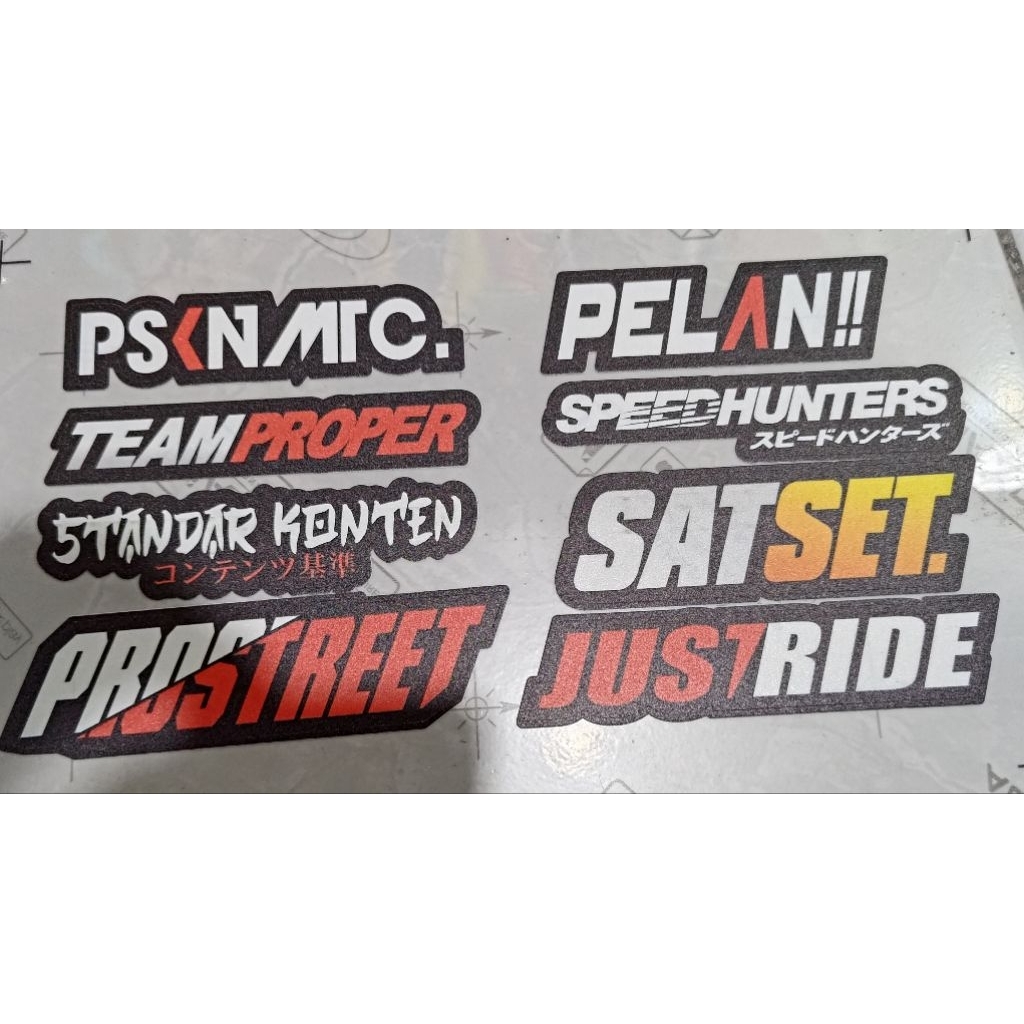 PSKNMTC.
TEAMPROPER
5TANDAR KONTEN
コンテンツ基準
PROSTREET
PELAN!!
SPEEDHUNTERS
スピードハンターズ
SATSET.
JUSTRIDE